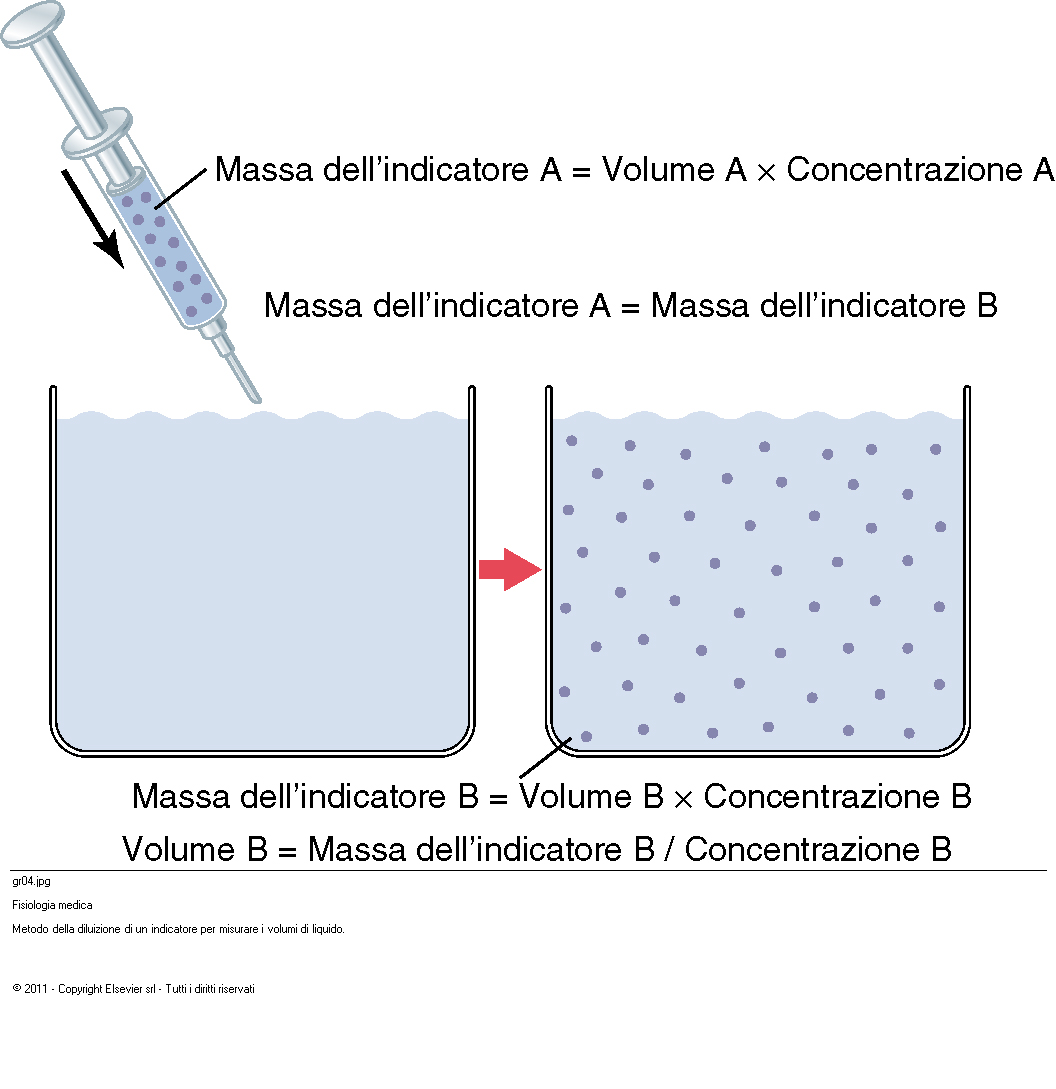 Massa dell'indicatore A = Volume A × Concentrazione A
Massa dell'indicatore A = Massa dell'indicatore B
Massa dell'indicatore B = Volume B × Concentrazione B
Volume B = Massa dell'indicatore B / Concentrazione B
gr04.jpg
Fisiologia medica
Metodo della diluizione di un indicatore per misurare i volumi di liquido.
© 2011 - Copyright Elsevier srl - Tutti i diritti riservati